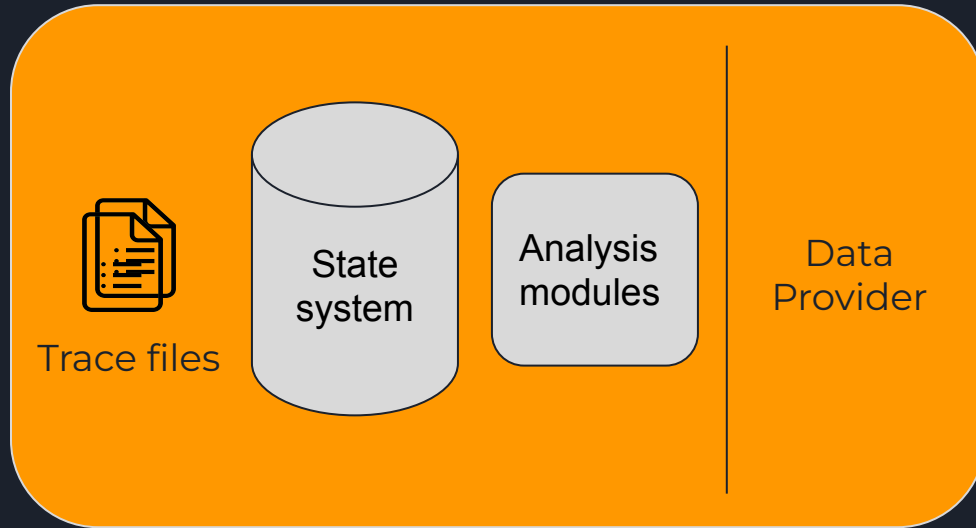 Trace files
State
system
Analysis
modules
Data
Provider